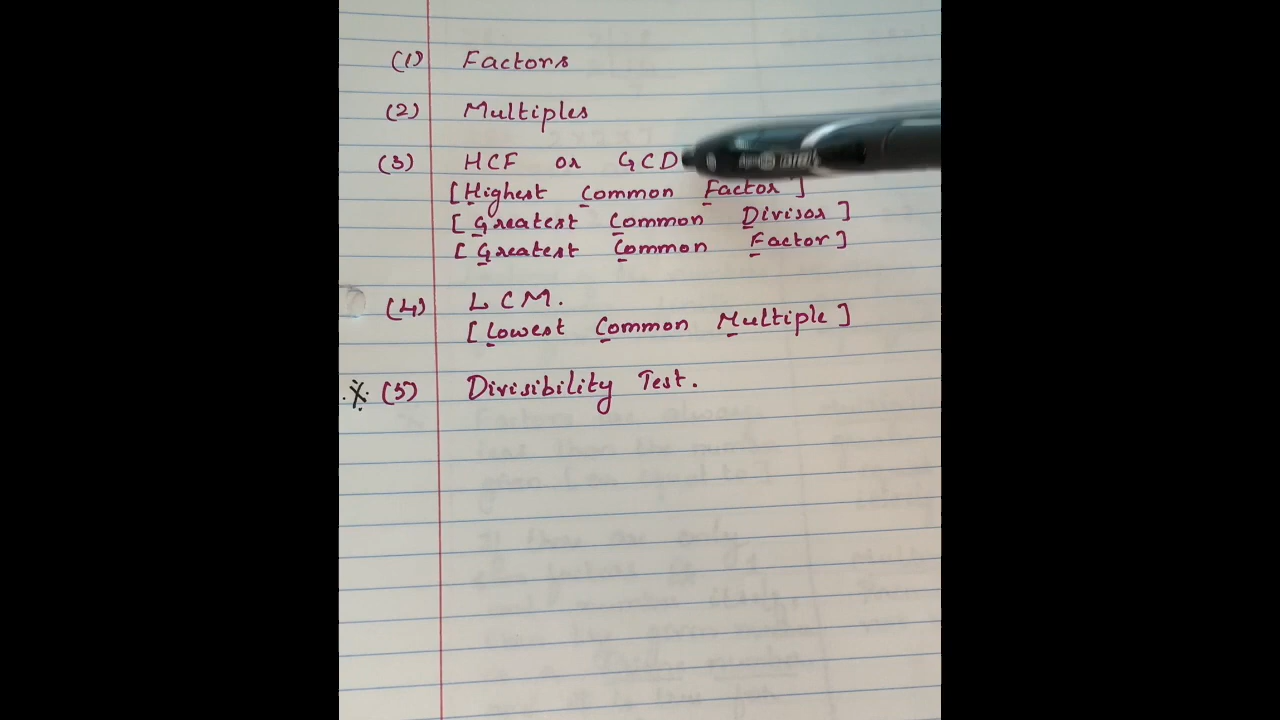 (1) Factors
(2) Multiples
(3) HCF or GCD
[Highest Common Factor]
[Greatest Common Divisor]
[Greatest Common Factor]
(4) LCM.
[Lowest Common Multiple]
(5) Divisibility Test.